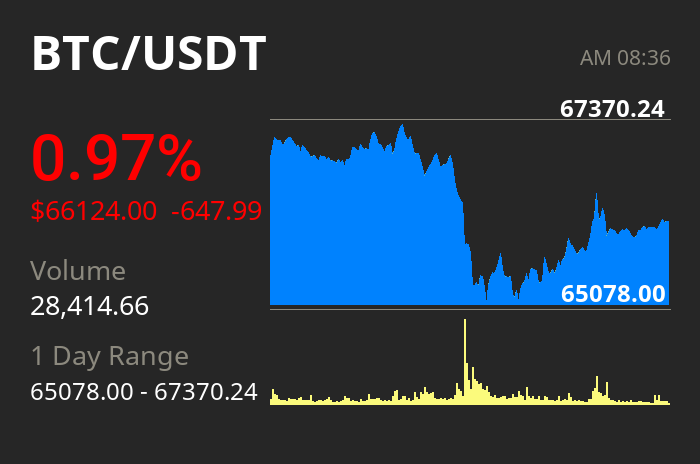 BTC/USDT
AM 08:36
67370.24
0.97%
$66124.00 -647.99
Volume
28,414.66
65078.00
1 Day Range
65078.00 - 67370.24